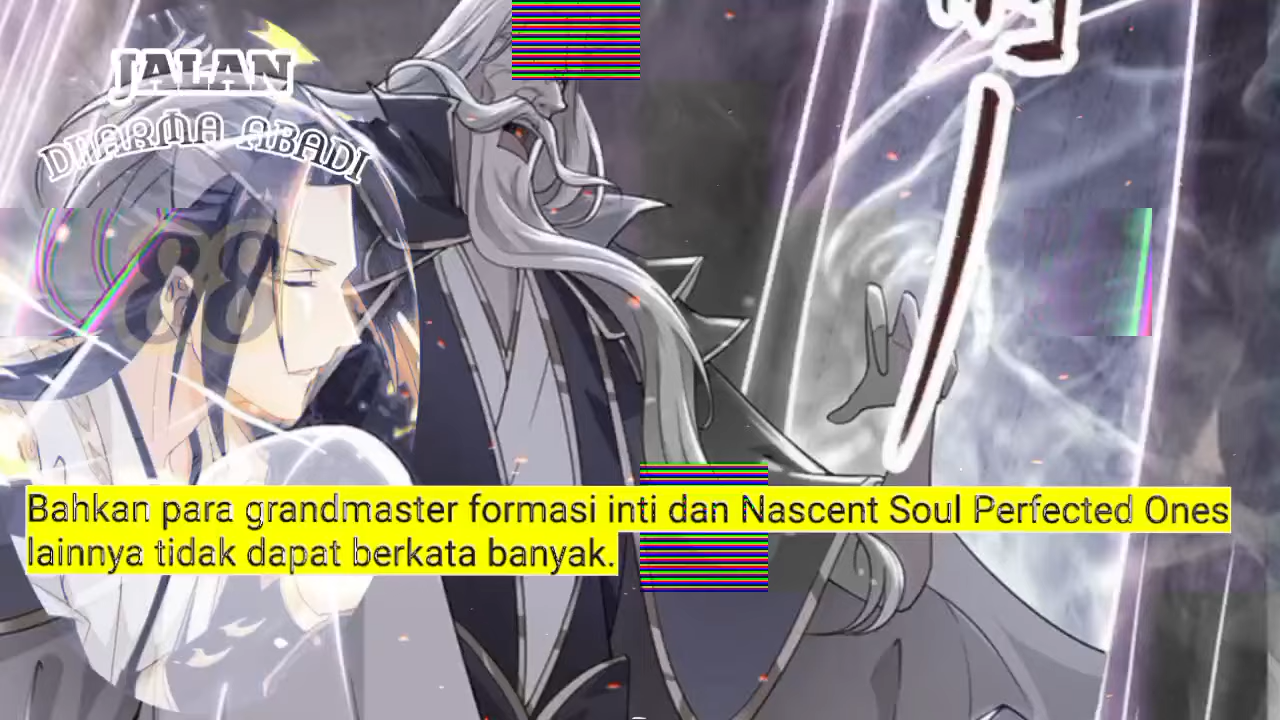 JALAN
DHARMA ABADI
88
Bahkan para grandmaster formasi inti dan Nascent Soul Perfected Ones
lainnya tidak dapat berkata banyak.